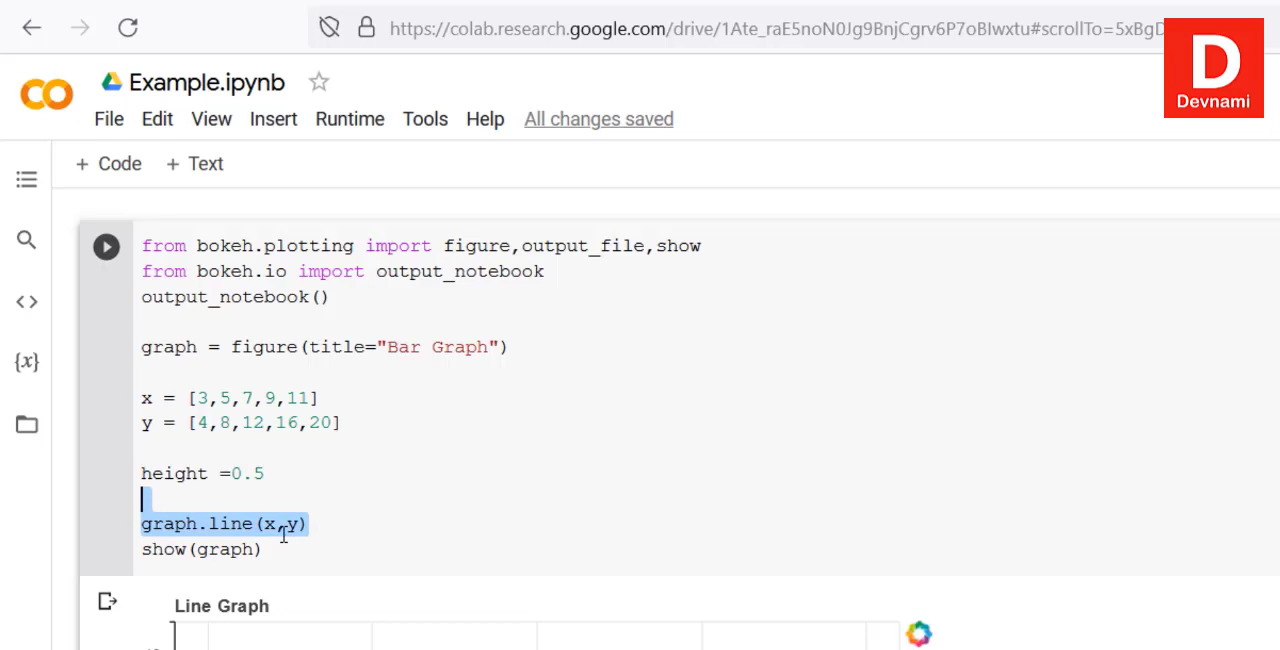 https://colab.research.google.com/drive/1Ate_raE5noN0Jg9BnjCgrv6P7oBIwxtu#scrollTo=5xBgD
D
Devnami
CO
Example.ipynb
File Edit View Insert Runtime Tools Help All changes saved
+ Code + Text
from bokeh.plotting import figure,output_file,show
from bokeh.io import output_notebook
output_notebook()
graph = figure(title="Bar Graph")
{x}
x = [3,5,7,9,11]
y = [4,8,12,16,20]
height =0.5
graph.line(x,y)
show(graph)
Line Graph